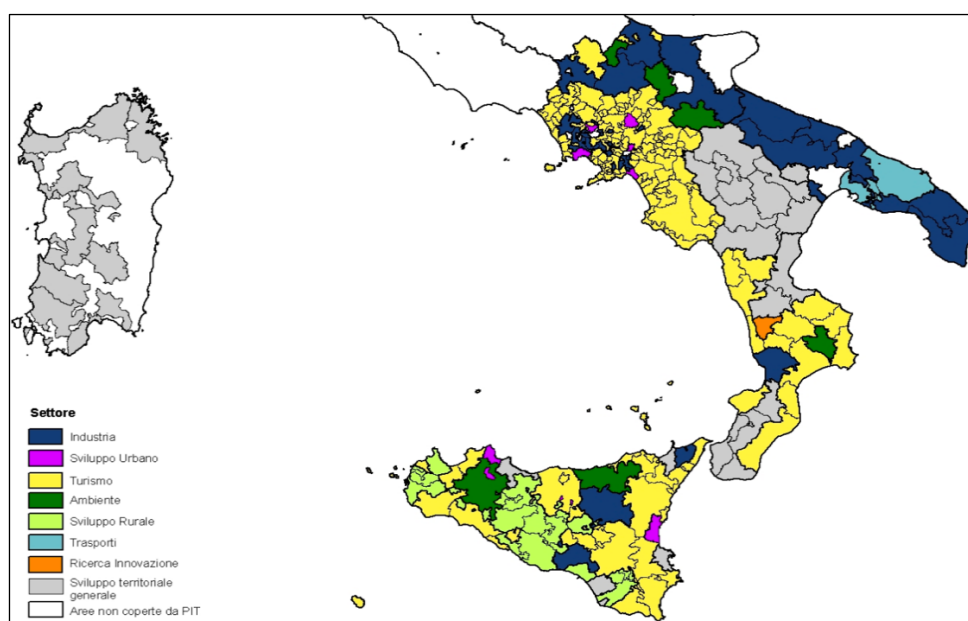 Settore
Industria
Sviluppo Urbano
Turismo
Ambiente
Sviluppo Rurale
Trasporti
Ricerca Innovazione
Sviluppo territoriale
generale
Aree non coperte da PIT